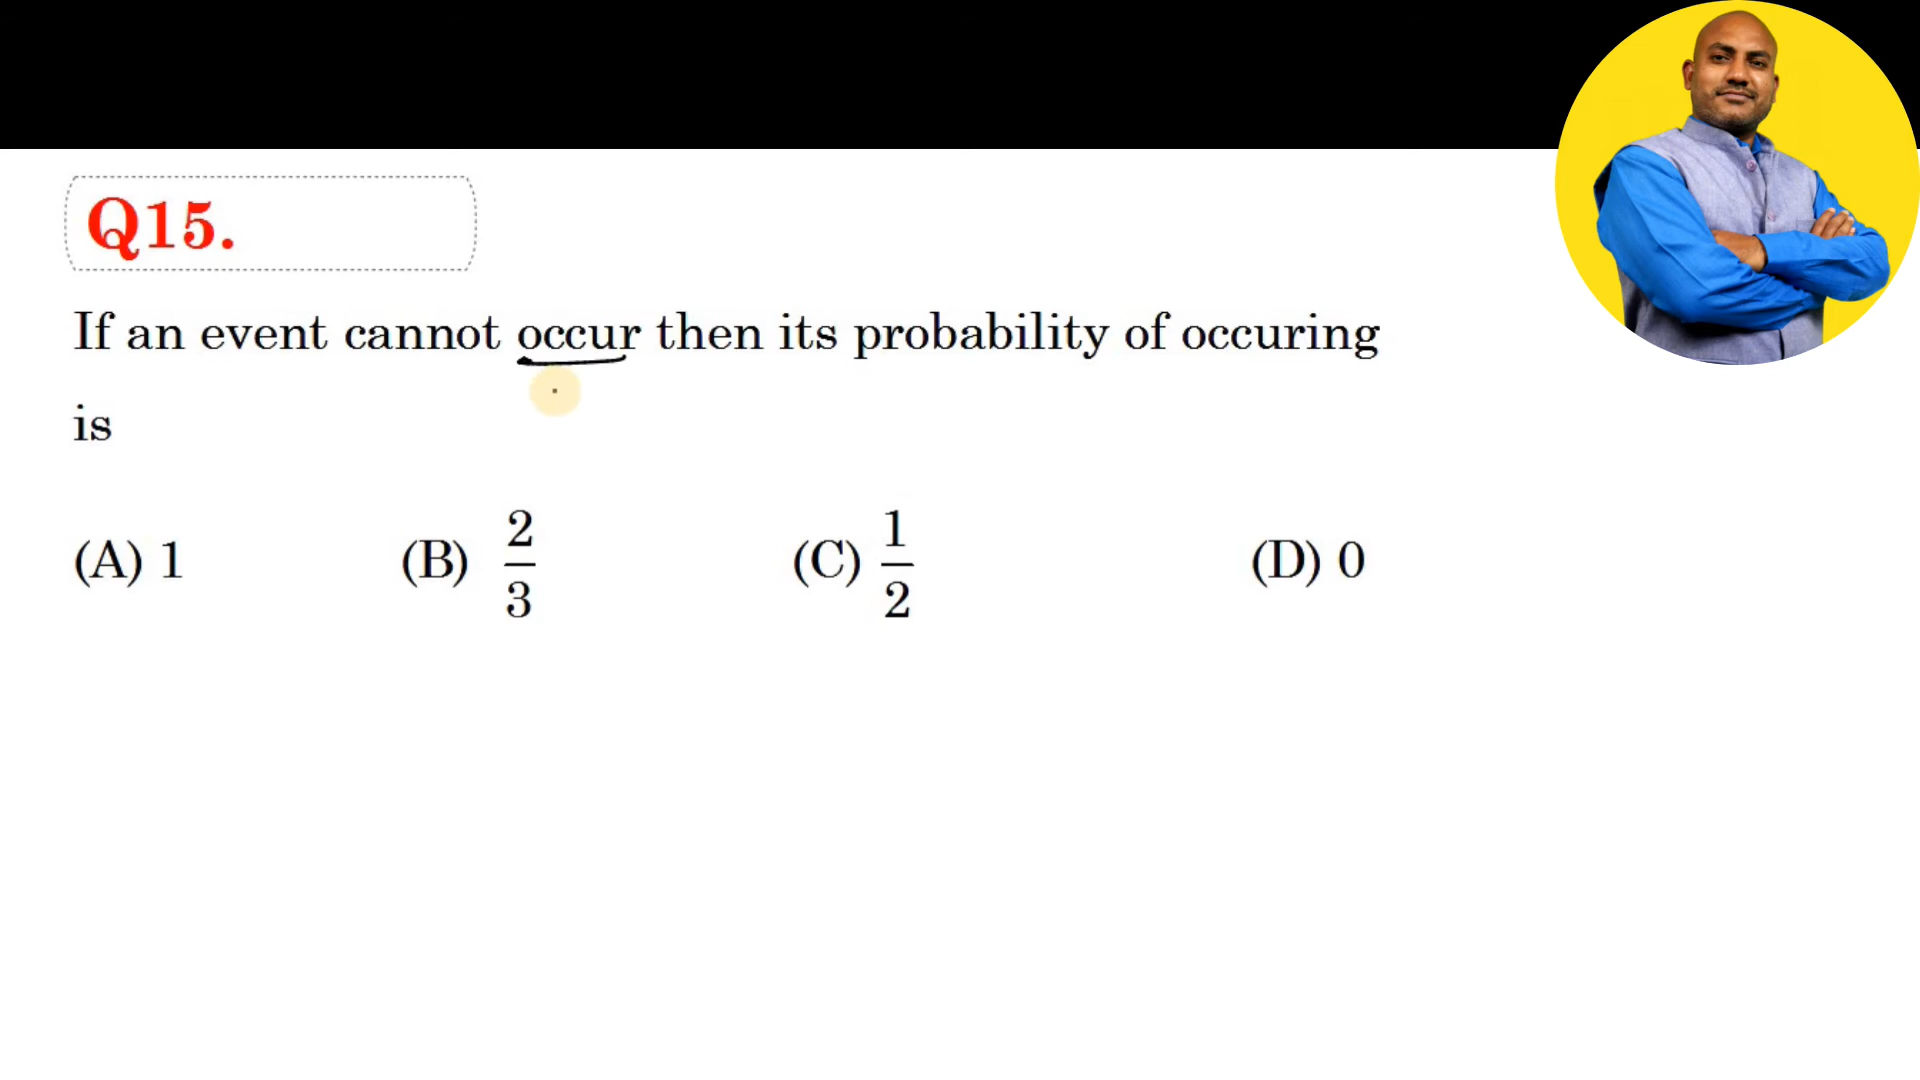 Q15.
If an event cannot occur then its probability of occuring
is
(A) 1 (B) 2/3 (C) 1/2 (D) 0